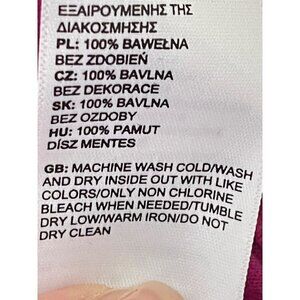 ΕΞΑΙΡΟΥΜΕΝΗΣ ΤΗΣ
ΔΙΑΚΟΣΜΗΣΗΣ
PL: 100% BAWEŁNA
BEZ ZDOBIEŃ
CZ: 100% BAVLNA
BEZ DEKORACE
SK: 100% BAVLNA
BEZ OZDOBY
HU: 100% PAMUT
DÍSZ MENTES
GB: MACHINE WASH COLD/WASH
AND DRY INSIDE OUT WITH LIKE
COLORS/ONLY NON CHLORINE
BLEACH WHEN NEEDED/TUMBLE
DRY LOW/WARM IRON/DO NOT
DRY CLEAN